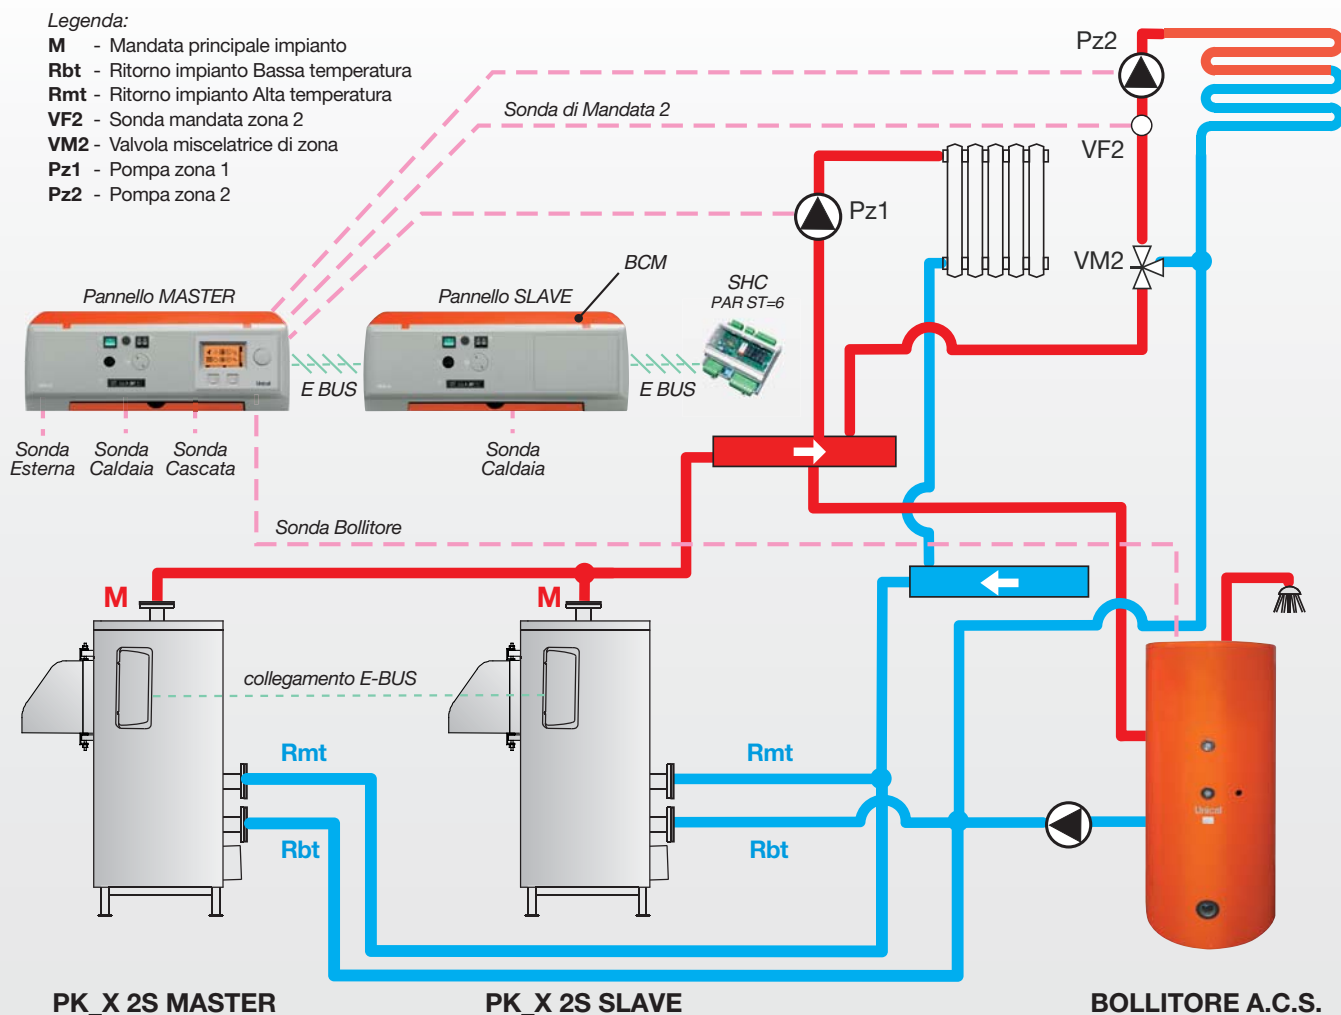 Legenda:
M - Mandata principale impianto
Rbt - Ritorno impianto Bassa temperatura
Rmt - Ritorno impianto Alta temperatura
VF2 - Sonda mandata zona 2
VM2 - Valvola miscelatrice di zona
Pz1 - Pompa zona 1
Pz2 - Pompa zona 2
Pz2
Sonda di Mandata 2
VF2
Pz1
VM2
BCM
Pannello MASTER
Pannello SLAVE
SHC
PAR ST=6
Unical
E BUS
E BUS
Sonda
Esterna
Sonda
Caldaia
Sonda
Cascata
Sonda
Caldaia
Sonda Bollitore
M
M
collegamento E-BUS
Rmt
Rmt
Rbt
Rbt
Unical
PK_X 2S MASTER
PK_X 2S SLAVE
BOLLITORE A.C.S.